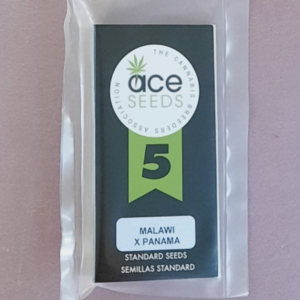 THE CANNABIS BREEDERS ASSOCIATION
ace
SEEDS
5
MALAWI
X PANAMA
STANDARD SEEDS
SEMILLAS STANDARD